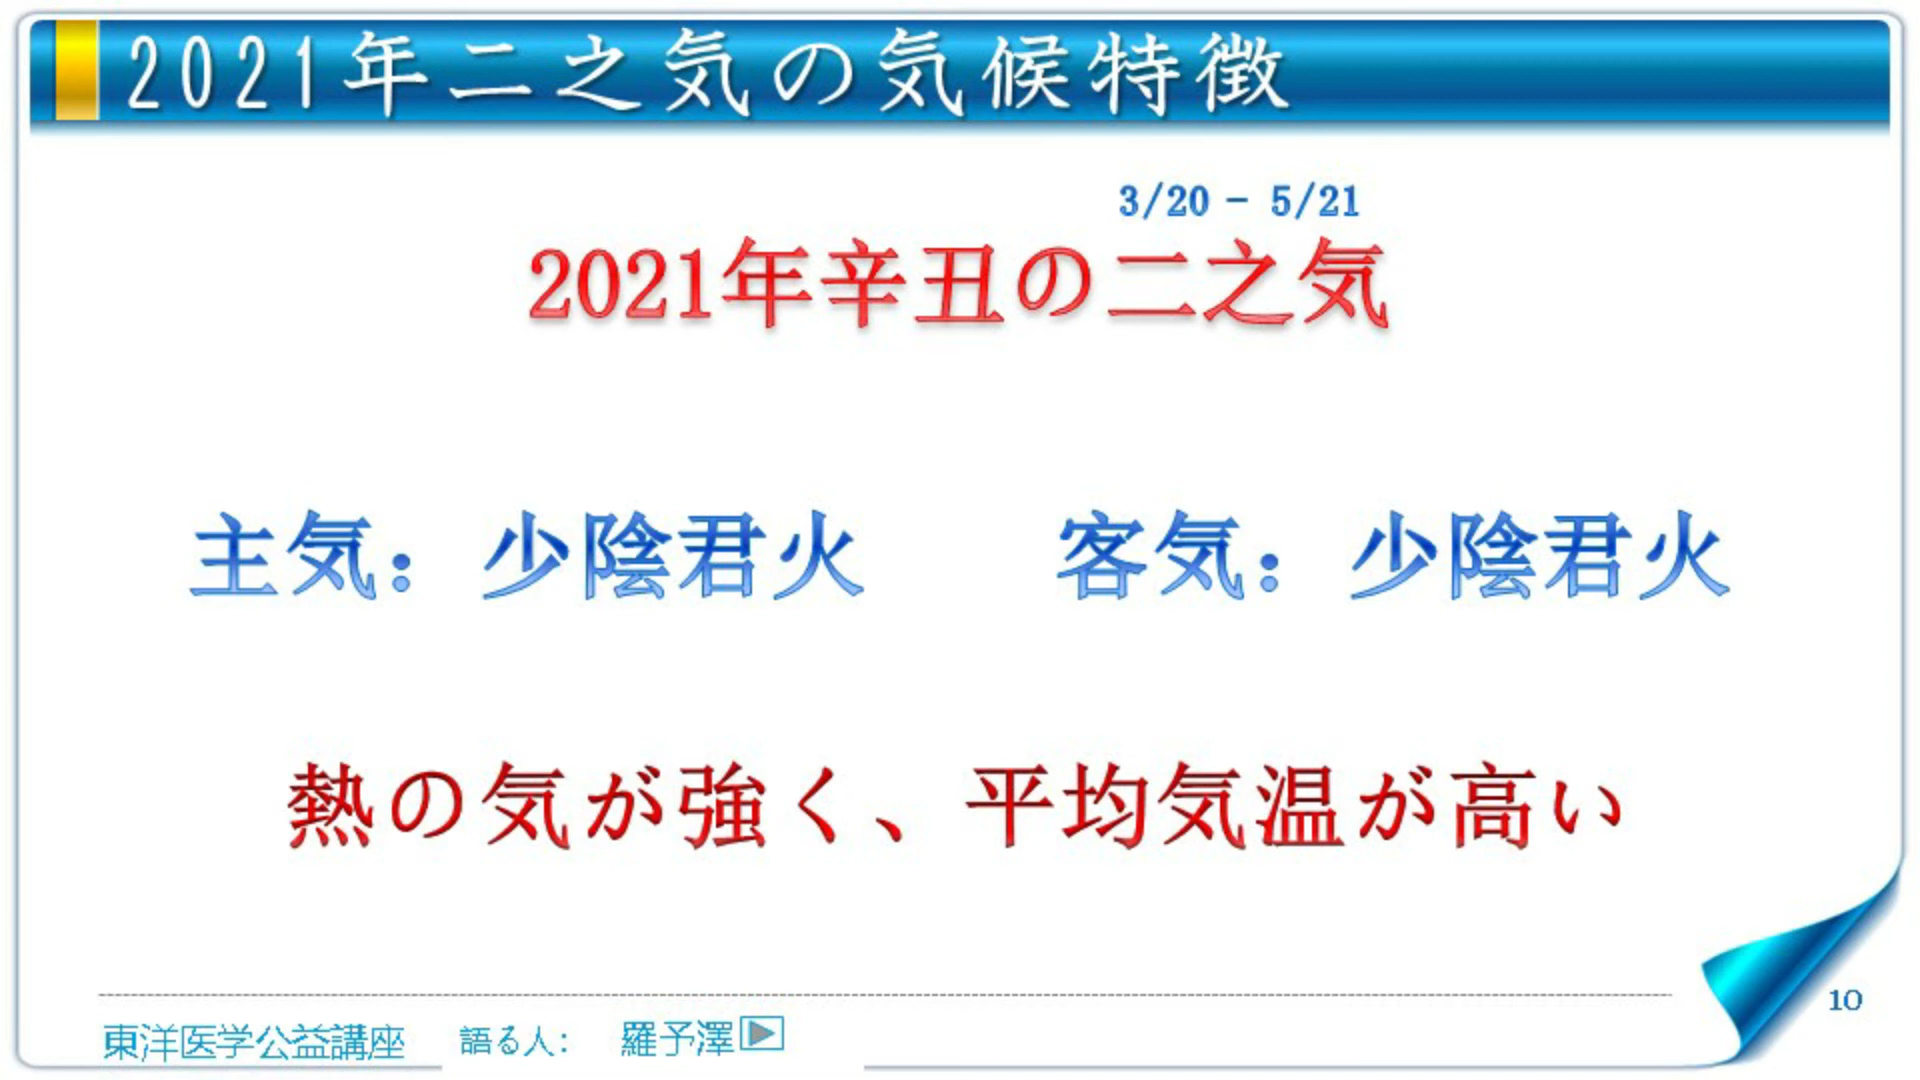 2021年二之気の気候特徴
3/20 - 5/21
2021年辛丑の二之気
主気：少陰君火　客気：少陰君火
熱の気が強く、平均気温が高い
10
東洋医学公益講座　語る人：　羅予澤